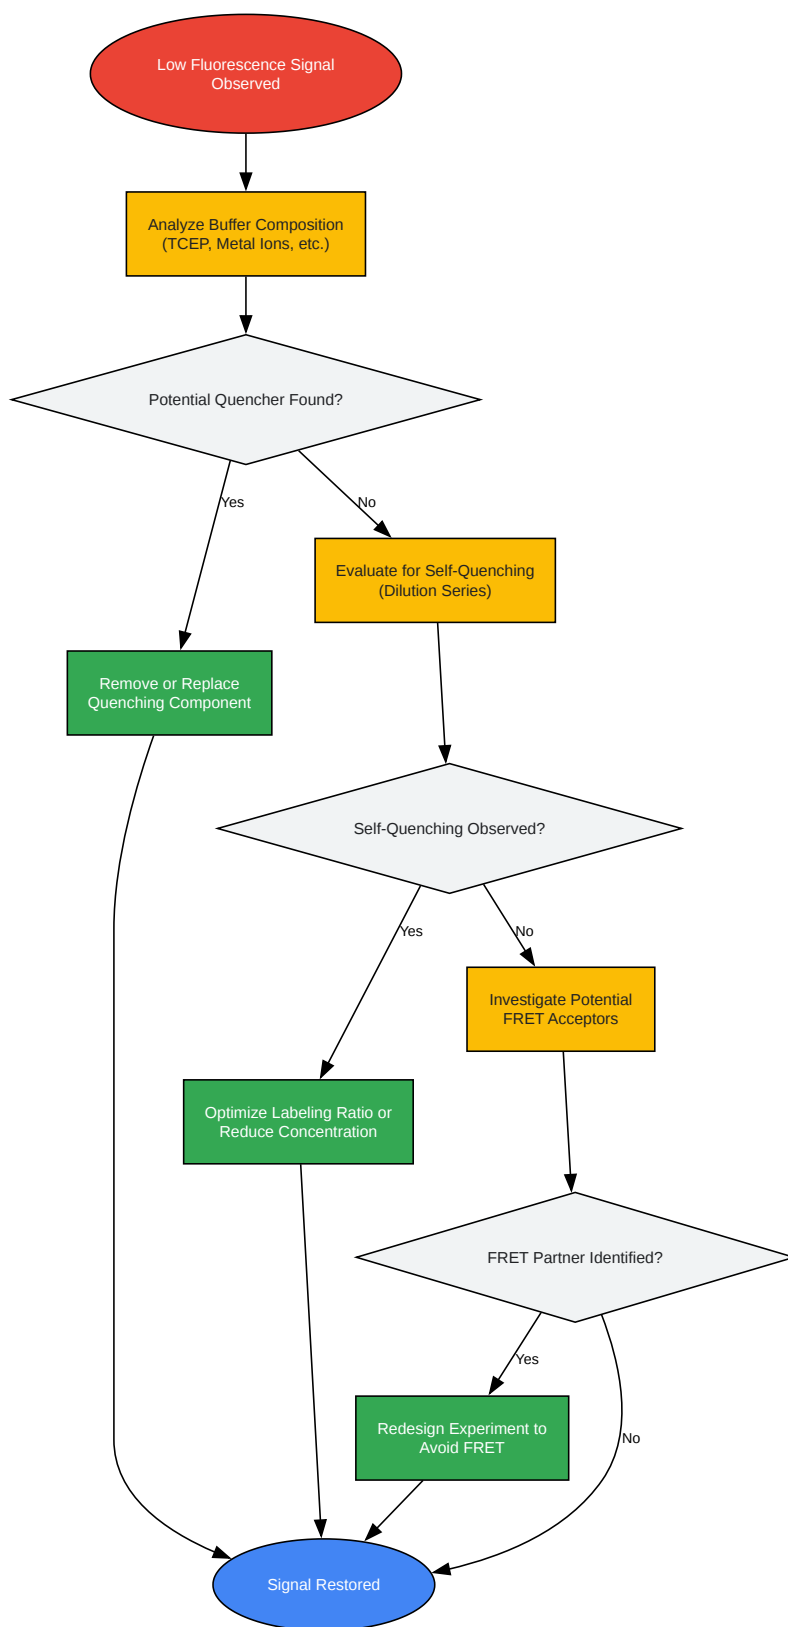 Low Fluorescence Signal
Observed
Analyze Buffer Composition
(TCEP, Metal Ions, etc.)
Potential Quencher Found?
Yes
No
Evaluate for Self-Quenching
(Dilution Series)
Remove or Replace
Quenching Component
Self-Quenching Observed?
Yes
No
Investigate Potential
FRET Acceptors
Optimize Labeling Ratio or
Reduce Concentration
FRET Partner Identified?
Yes
Redesign Experiment to
Avoid FRET
No
Signal Restored